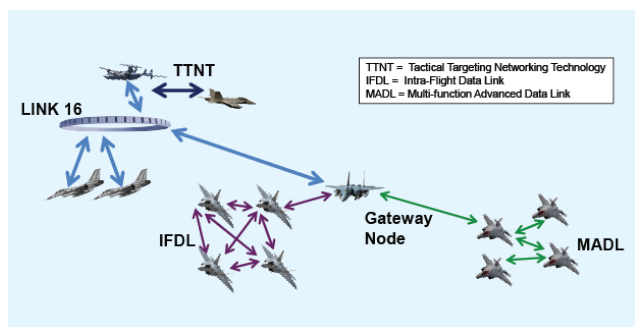 TTNT
LINK 16
TTNT = Tactical Targeting Networking Technology
IFDL = Intra-Flight Data Link
MADL = Multi-function Advanced Data Link
IFDL
Gateway
Node
MADL